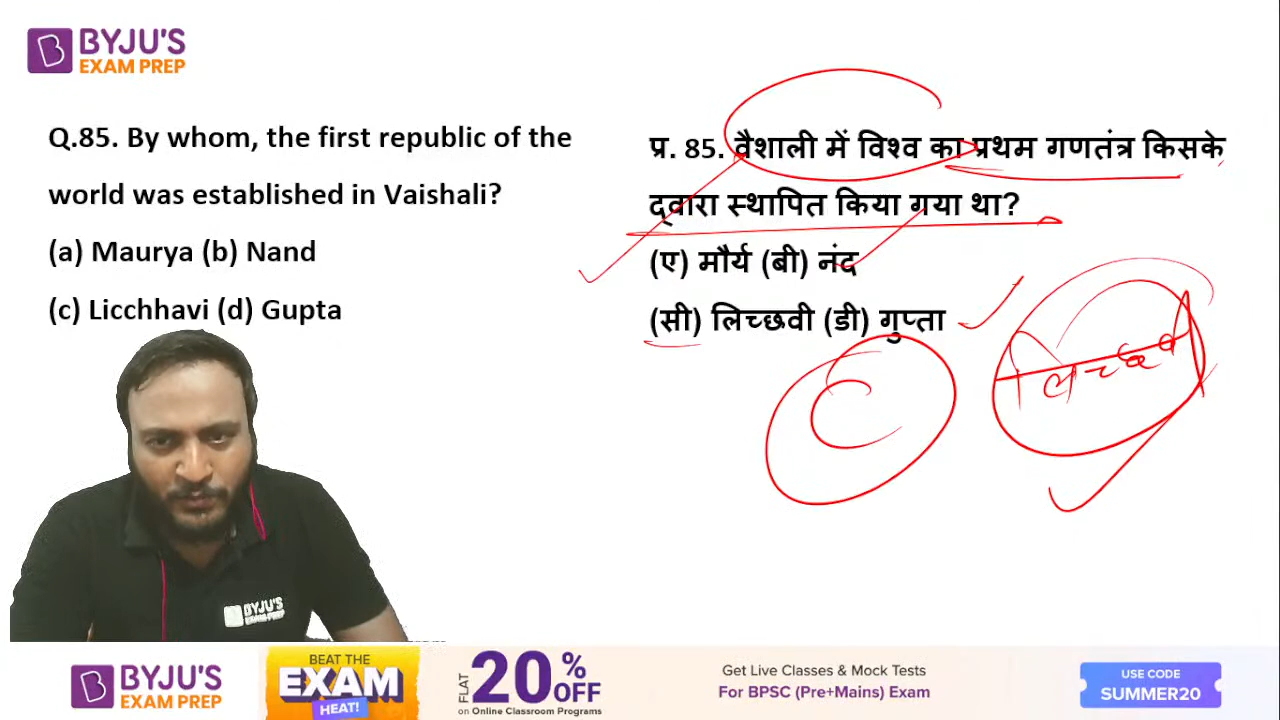 BYJU'S
EXAM PREP
Q.85. By whom, the first republic of the
world was established in Vaishali?
(a) Maurya (b) Nand
(c) Licchhavi (d) Gupta
प्र. 85. वैशाली में विश्व का प्रथम गणतंत्र किसके
द्वारा स्थापित किया गया था?
(ए) मौर्य (बी) नंद
(सी) लिच्छवी (डी) गुप्ता
C
लिच्छवी
BYJU'S
EXAM PREP
BYJU'S
EXAM PREP
BEAT THE
EXAM
HEAT!
FLAT 20% OFF
on Online Classroom Programs
Get Live Classes & Mock Tests
For BPSC (Pre+Mains) Exam
USE CODE
SUMMER20